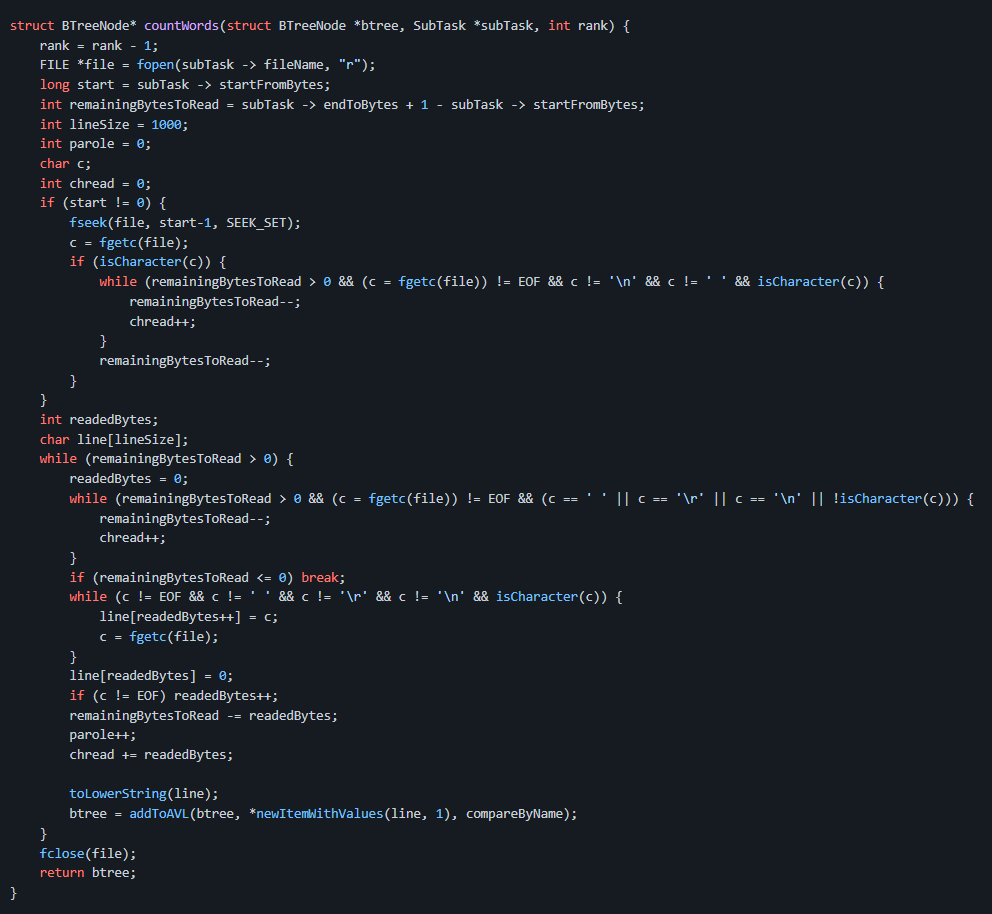 struct BTreeNode* countWords(struct BTreeNode *btree, SubTask *subTask, int rank) {
    rank = rank - 1;
    FILE *file = fopen(subTask -> fileName, "r");
    long start = subTask -> startFromBytes;
    int remainingBytesToRead = subTask -> endToBytes + 1 - subTask -> startFromBytes;
    int lineSize = 1000;
    int parole = 0;
    char c;
    int chread = 0;
    if (start != 0) {
        fseek(file, start-1, SEEK_SET);
        c = fgetc(file);
        if (isCharacter(c)) {
            while (remainingBytesToRead > 0 && (c = fgetc(file)) != EOF && c != '\n' && c != ' ' && isCharacter(c)) {
                remainingBytesToRead--;
                chread++;
            }
            remainingBytesToRead--;
        }
    }
    int readedBytes;
    char line[lineSize];
    while (remainingBytesToRead > 0) {
        readedBytes = 0;
        while (remainingBytesToRead > 0 && (c = fgetc(file)) != EOF && (c == ' ' || c == '\r' || c == '\n' || !isCharacter(c))) {
            remainingBytesToRead--;
            chread++;
        }
        if (remainingBytesToRead <= 0) break;
        while (c != EOF && c != ' ' && c != '\r' && c != '\n' && isCharacter(c)) {
            line[readedBytes++] = c;
            c = fgetc(file);
        }
        line[readedBytes] = 0;
        if (c != EOF) readedBytes++;
        remainingBytesToRead -= readedBytes;
        parole++;
        chread += readedBytes;

        toLowerString(line);
        btree = addToAVL(btree, *newItemWithValues(line, 1), compareByName);
    }
    fclose(file);
    return btree;
}